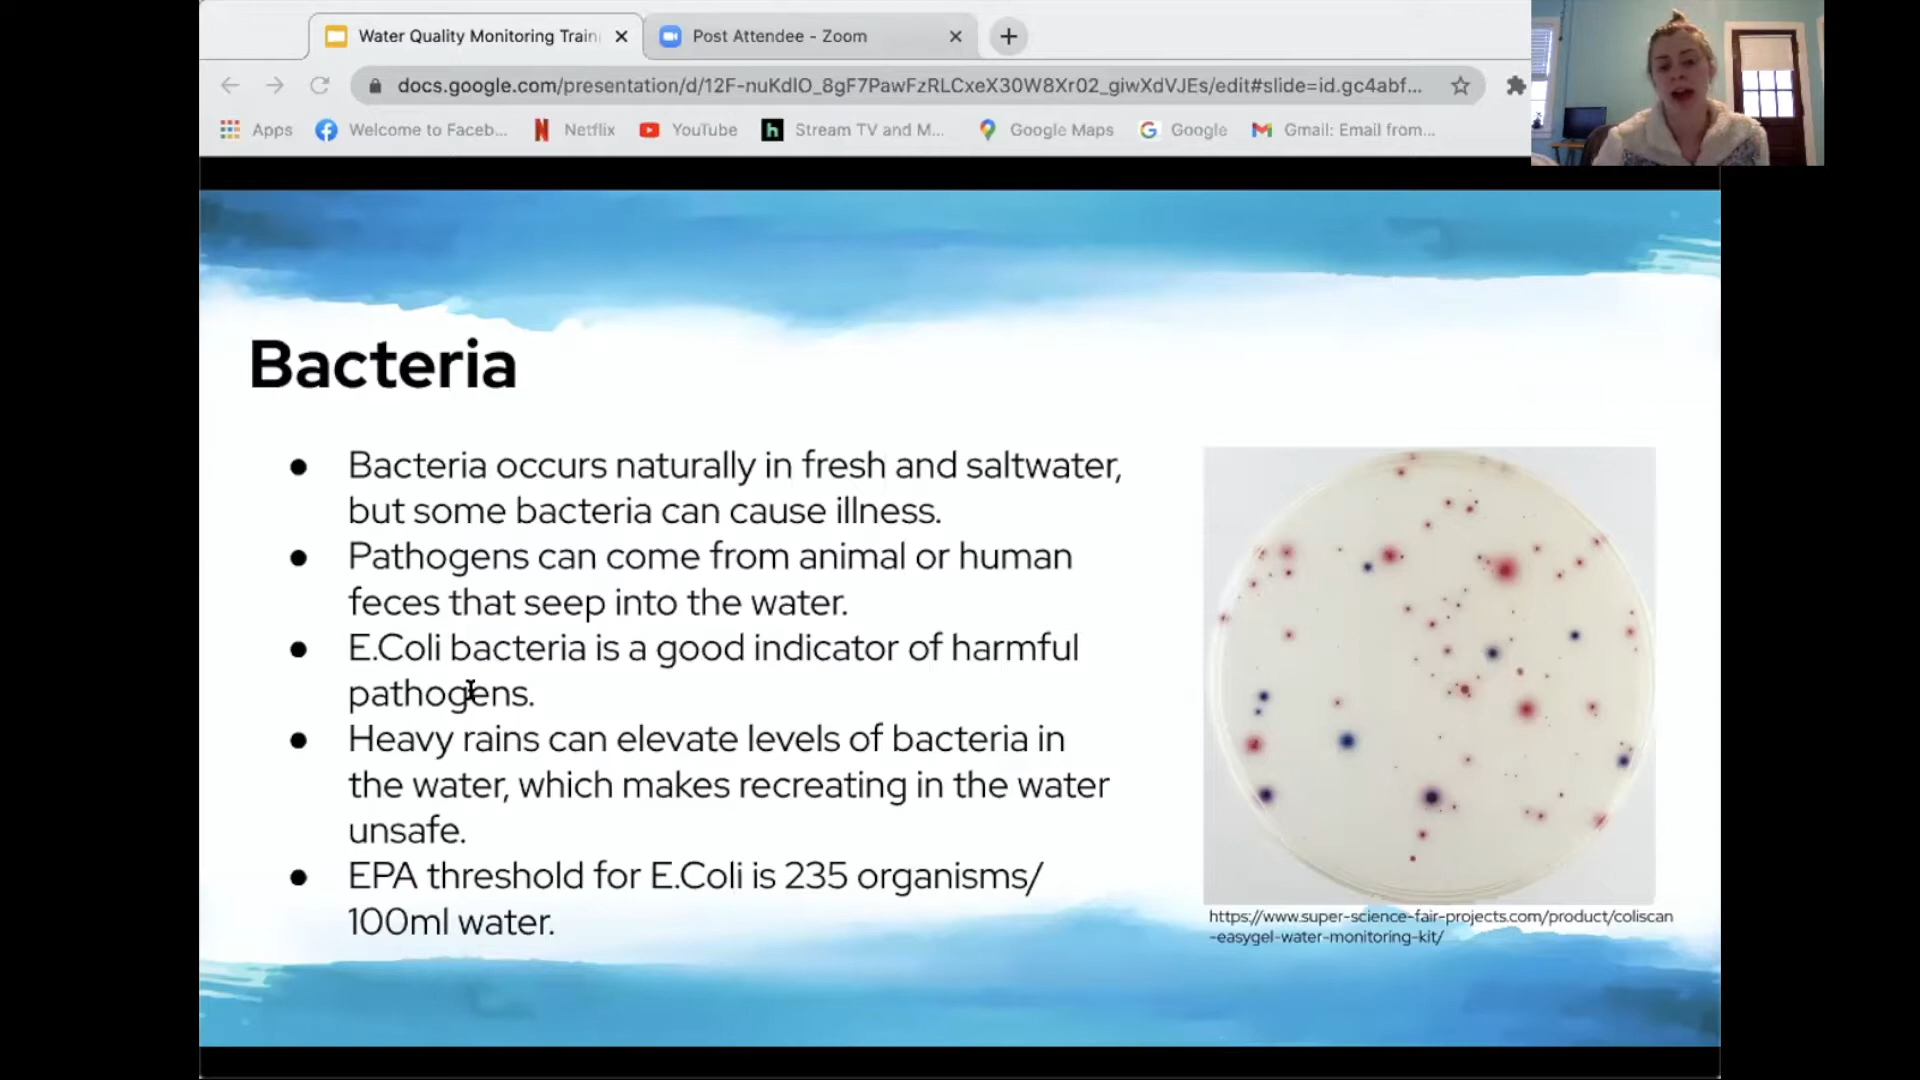 Water Quality Monitoring Train
Post Attendee - Zoom
docs.google.com/presentation/d/12F-nuKdlO_8gF7PawFzRLCxeX30W8Xr02_giwXdVJEs/edit#slide=id.gc4abf...
Apps Welcome to Faceb... Netflix YouTube Stream TV and M... Google Maps Google Gmail: Email from...
Bacteria
● Bacteria occurs naturally in fresh and saltwater,
but some bacteria can cause illness.
● Pathogens can come from animal or human
feces that seep into the water.
● E.Coli bacteria is a good indicator of harmful
pathogens.
● Heavy rains can elevate levels of bacteria in
the water, which makes recreating in the water
unsafe.
● EPA threshold for E.Coli is 235 organisms/
100ml water.
https://www.super-science-fair-projects.com/product/coliscan
-easygel-water-monitoring-kit/